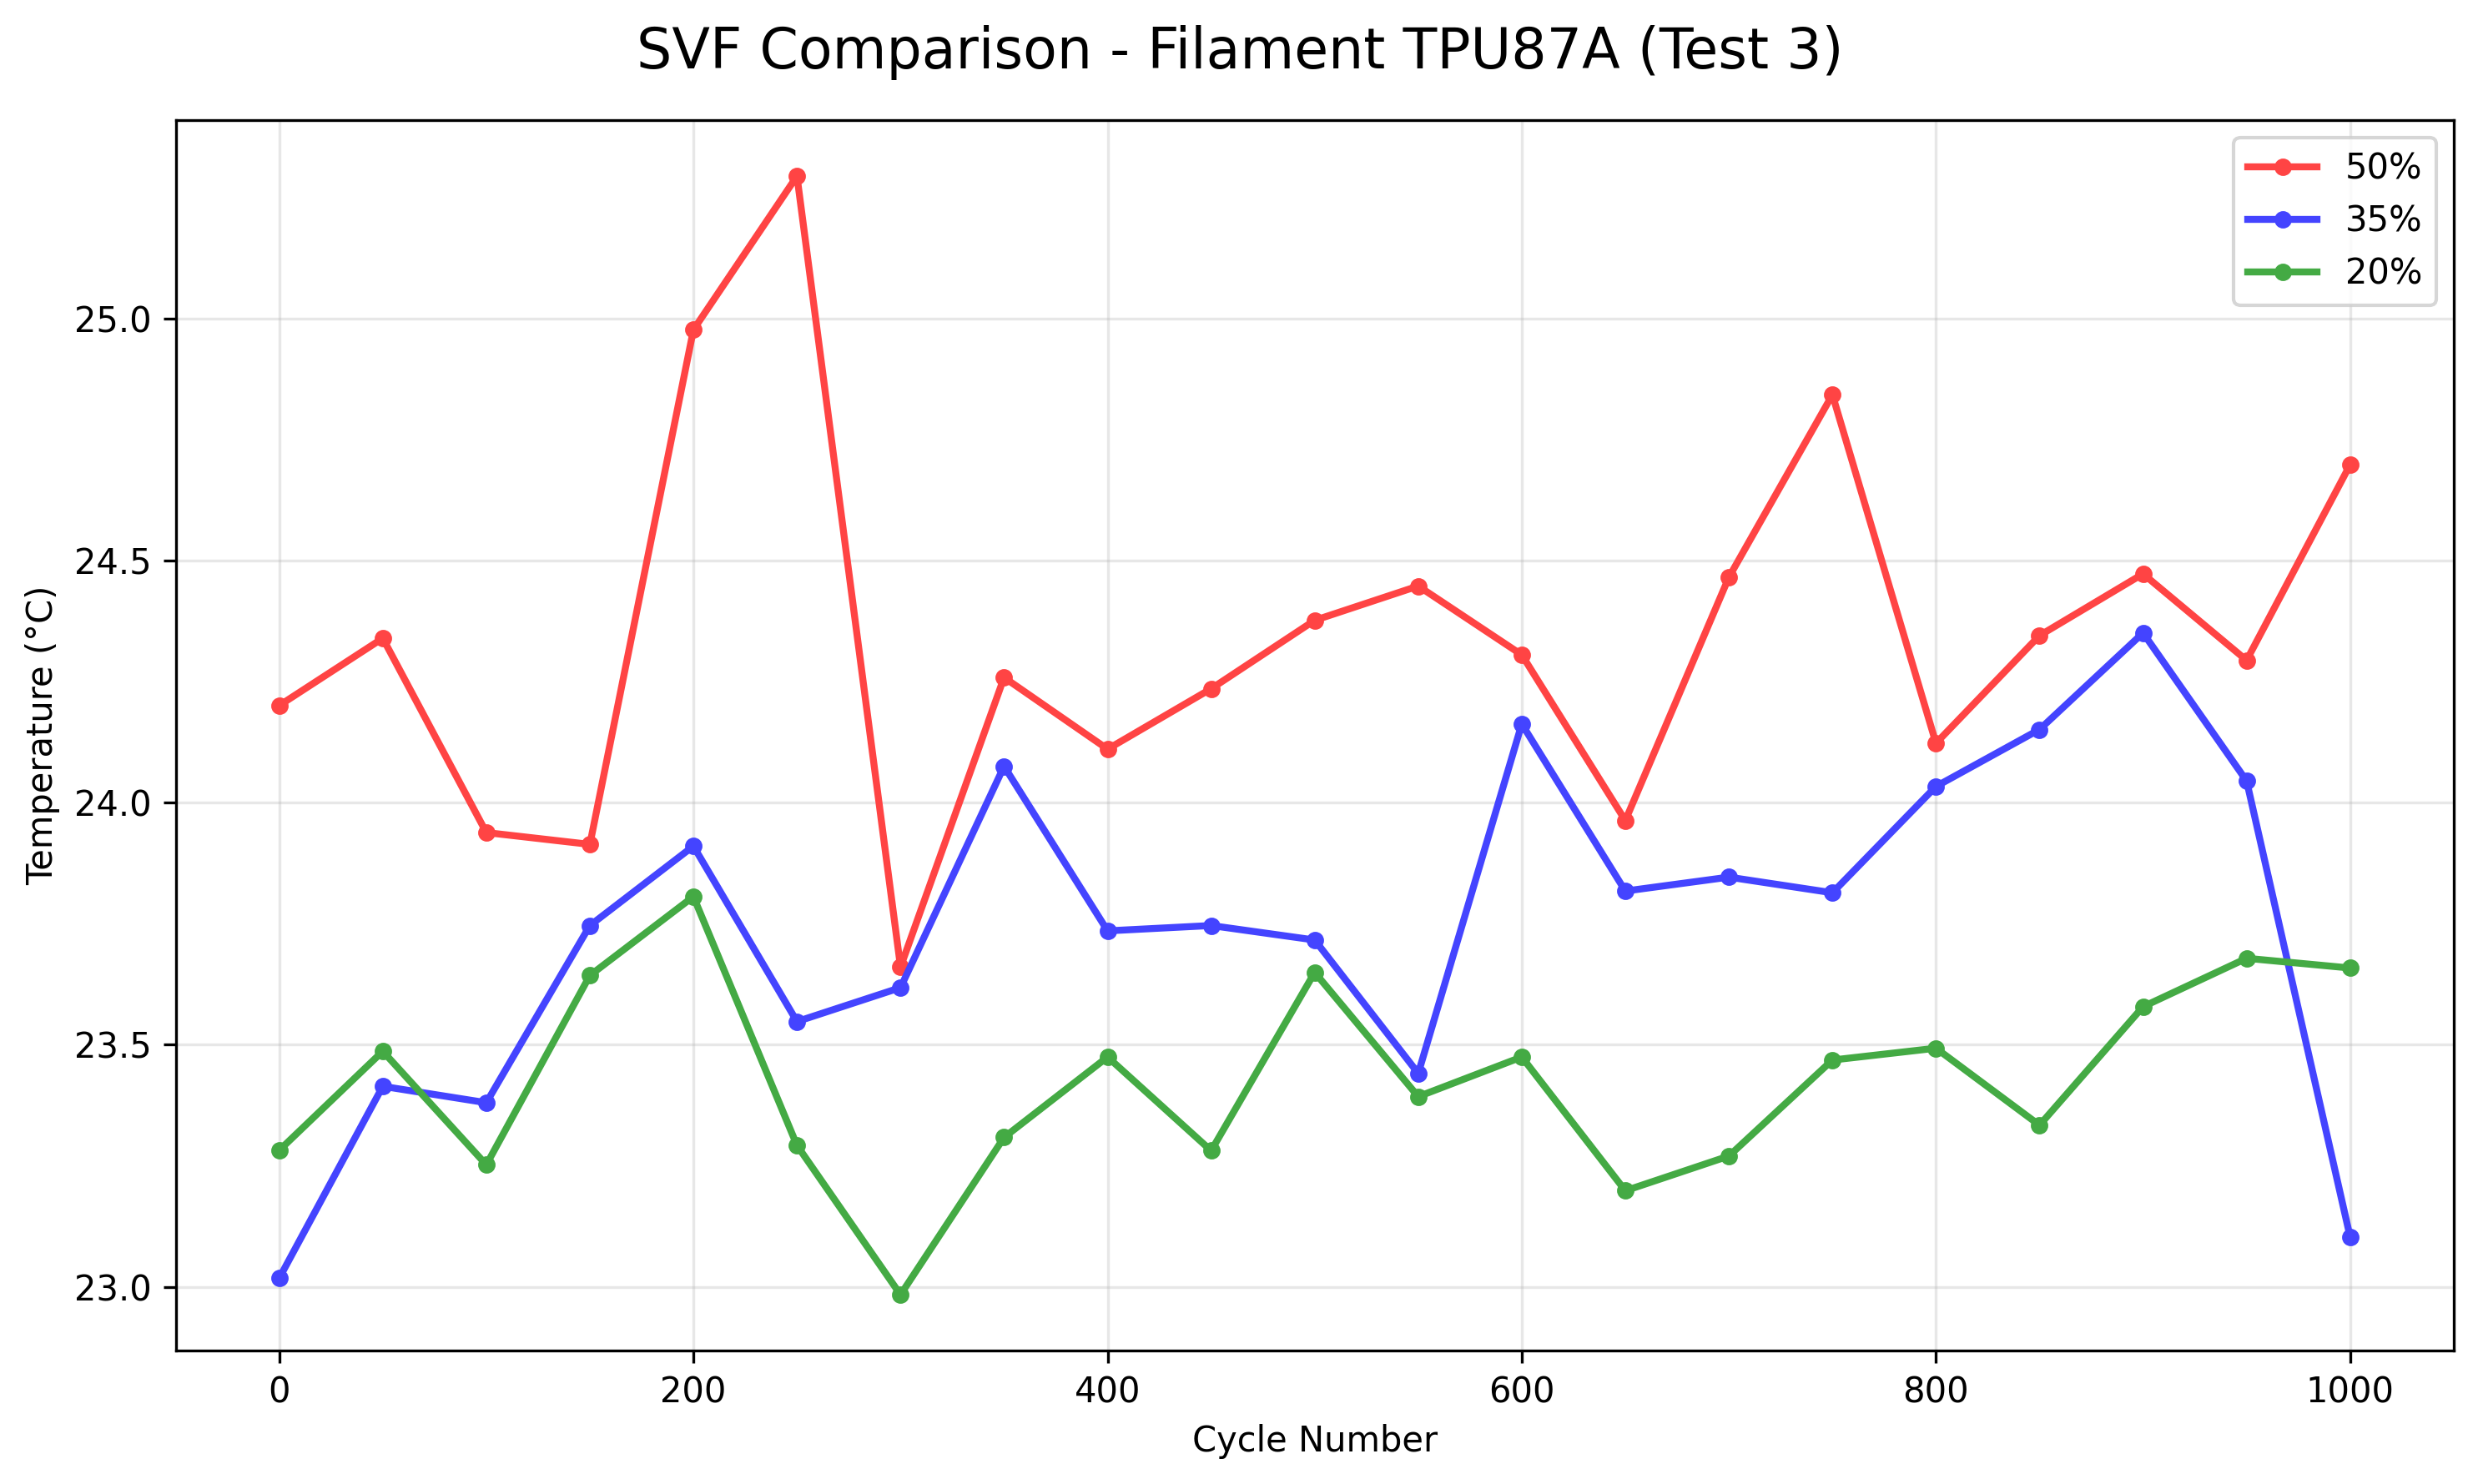 SVF Comparison - Filament TPU87A (Test 3)
50%
35%
20%
25.0
24.5
24.0
23.5
23.0
Temperature (°C)
0 200 400 600 800 1000
Cycle Number